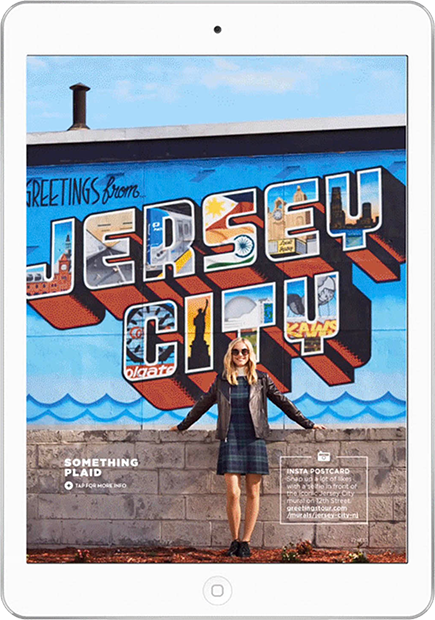 GREETINGS from...
JERSEY
CITY
Colgate
KAWS
SOMETHING
PLAID
TAP FOR MORE INFO
INSTA POSTCARD
Snap up a lot of likes
with a selfie in front of
the iconic Jersey City
mural on 12th Street.
greetingstour.com
/murals/jersey-city-nj